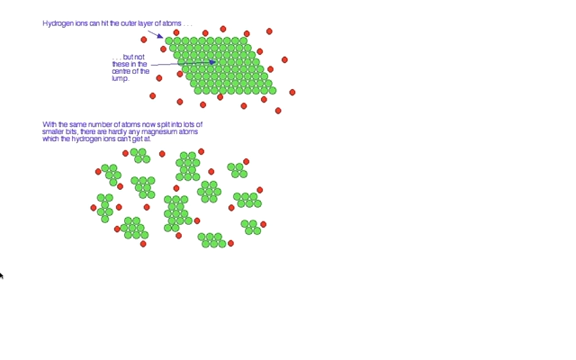 Hydrogen ions can hit the outer layer of atoms . . .
. . . but not
these in the
centre of the
lump.
With the same number of atoms now split into lots of
smaller bits, there are hardly any magnesium atoms
which the hydrogen ions can't get at.